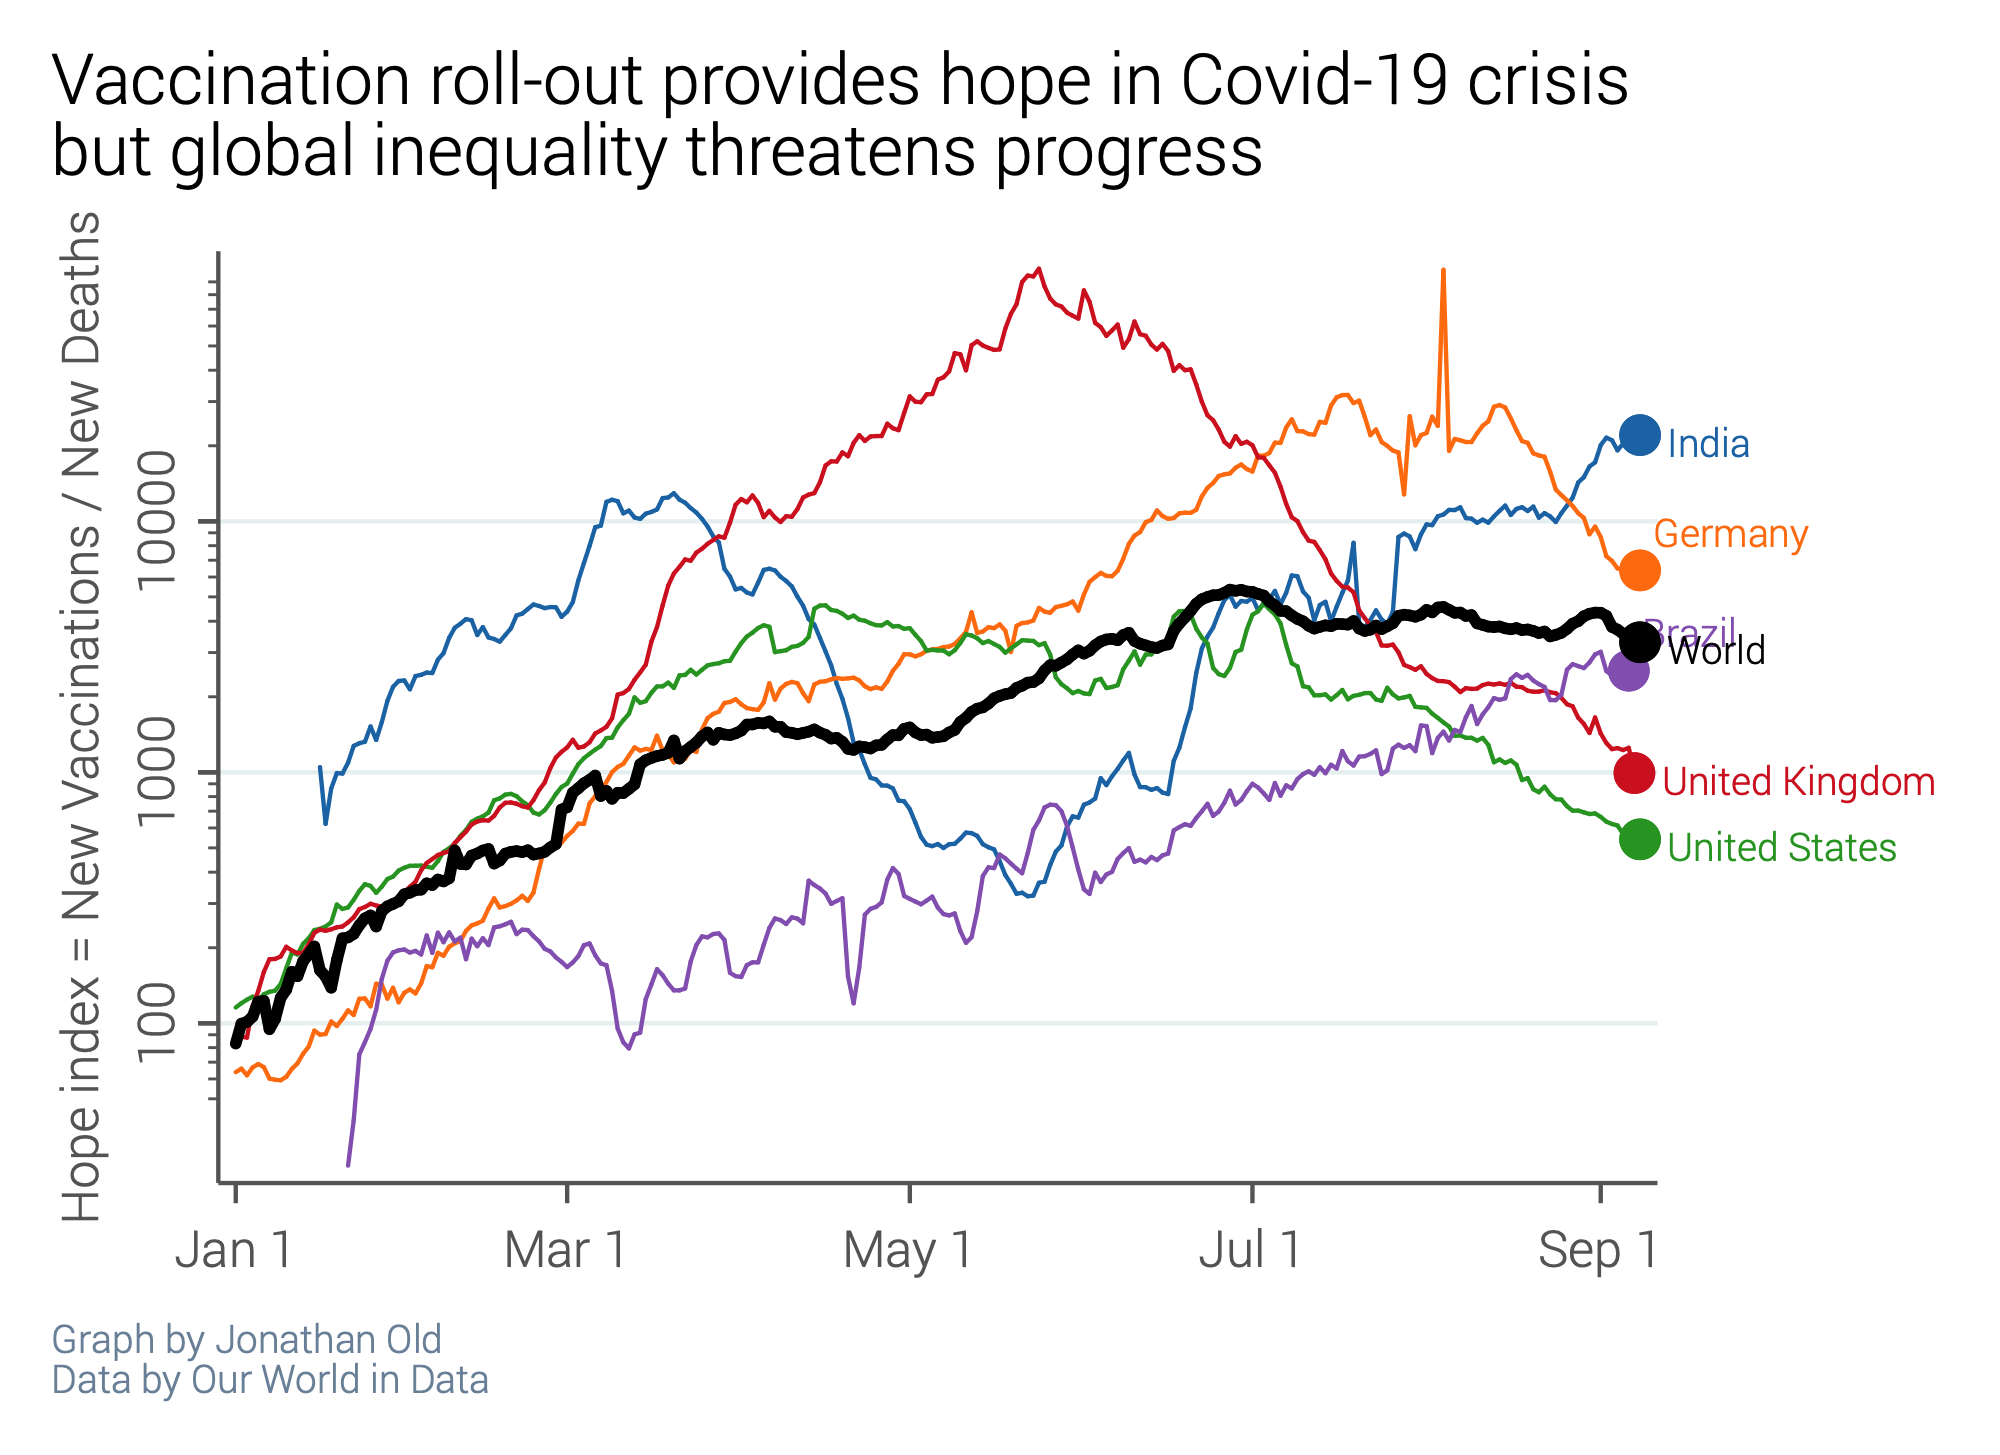 Vaccination roll-out provides hope in Covid-19 crisis
but global inequality threatens progress
Hope index = New Vaccinations / New Deaths
10000
1000
100
India
Germany
Brazil
World
United Kingdom
United States
Jan 1
Mar 1
May 1
Jul 1
Sep 1
Graph by Jonathan Old
Data by Our World in Data